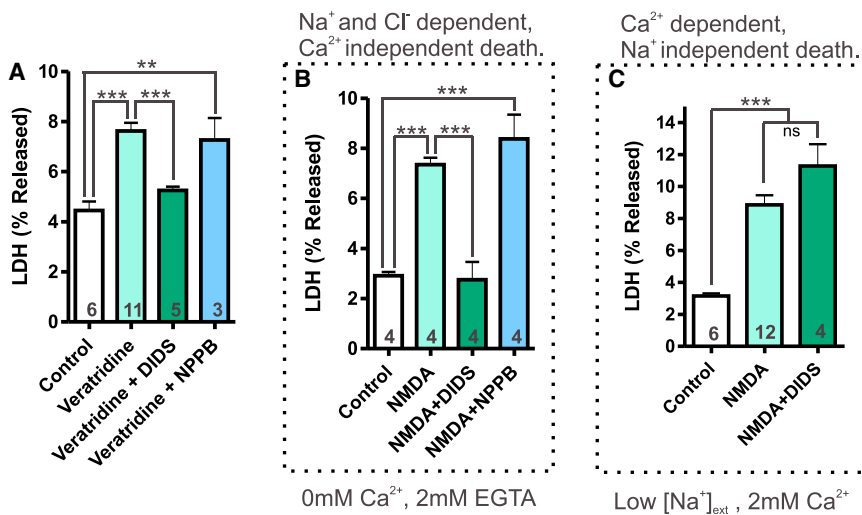 Na⁺ and Cl⁻ dependent,
Ca²⁺ independent death.
Ca²⁺ dependent,
Na⁺ independent death.
A
LDH (% Released)
10
8
6
4
2
0
**
*** ***
6 11 5 3
Control
Veratridine
Veratridine + DIDS
Veratridine + NPPB
B
LDH (% Released)
10
8
6
4
2
0
***
*** ***
4 4 4 4
Control
NMDA
NMDA+DIDS
NMDA+NPPB
0mM Ca²⁺, 2mM EGTA
C
LDH (% Released)
14
12
10
8
6
4
2
0
***
ns
6 12 4
Control
NMDA
NMDA+DIDS
Low [Na⁺]ext , 2mM Ca²⁺